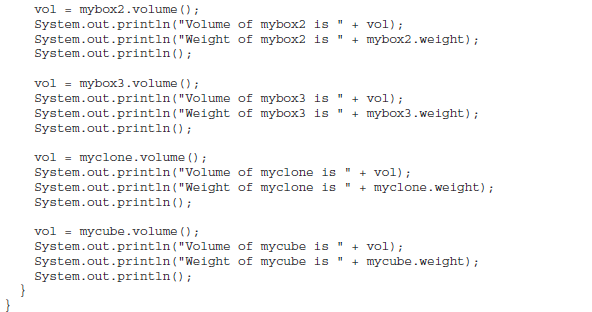 vol = mybox2.volume();
System.out.println("Volume of mybox2 is " + vol);
System.out.println("Weight of mybox2 is " + mybox2.weight);
System.out.println();
vol = mybox3.volume();
System.out.println("Volume of mybox3 is " + vol);
System.out.println("Weight of mybox3 is " + mybox3.weight);
System.out.println();
vol = myclone.volume();
System.out.println("Volume of myclone is " + vol);
System.out.println("Weight of myclone is " + myclone.weight);
System.out.println();
vol = mycube.volume();
System.out.println("Volume of mycube is " + vol);
System.out.println("Weight of mycube is " + mycube.weight);
System.out.println();
}
}